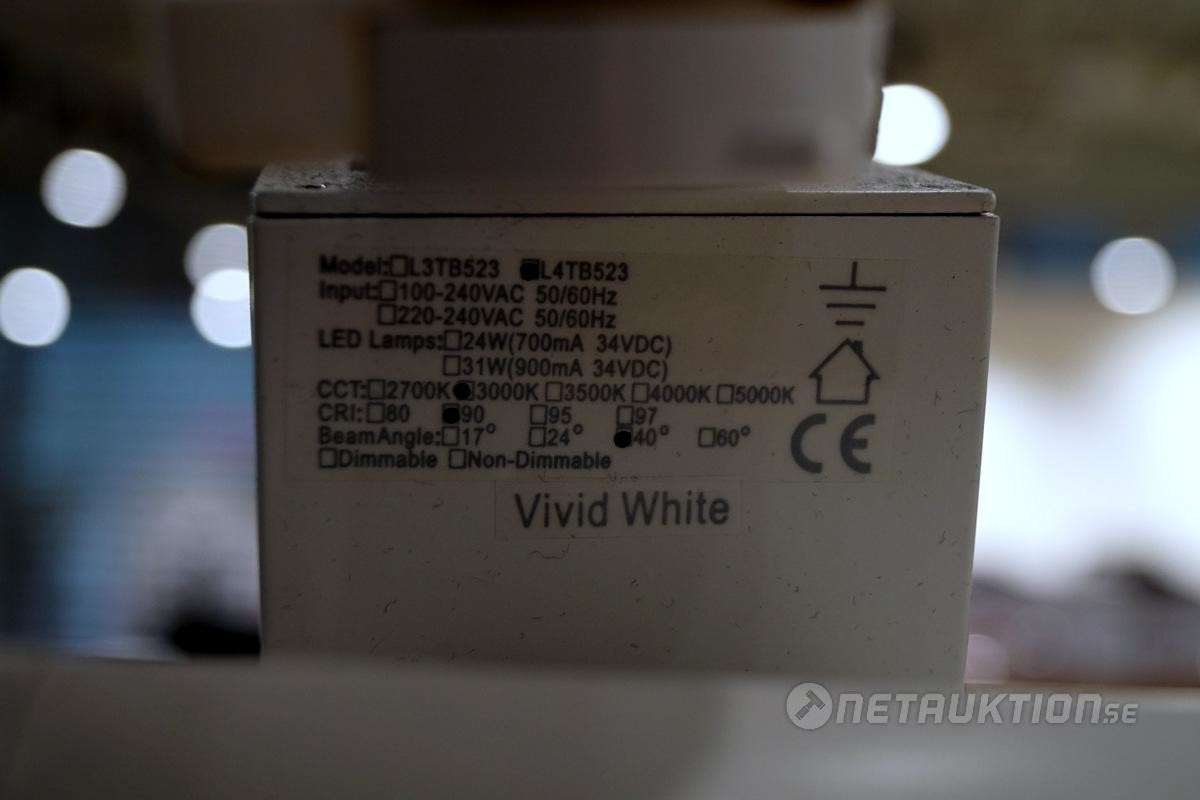 Model:☐L3TB523 ☒L4TB523
Input:☐100-240VAC 50/60Hz
☐220-240VAC 50/60Hz
LED Lamps:☐24W(700mA 34VDC)
☐31W(900mA 34VDC)
CCT:☐2700K ☒3000K ☐3500K ☐4000K ☐5000K
CRI:☐80 ☒90 ☐95 ☐97
BeamAngle:☐17° ☐24° ☒40° ☐60°
☐Dimmable ☐Non-Dimmable
CE
Vivid White
NETAUKTION.SE